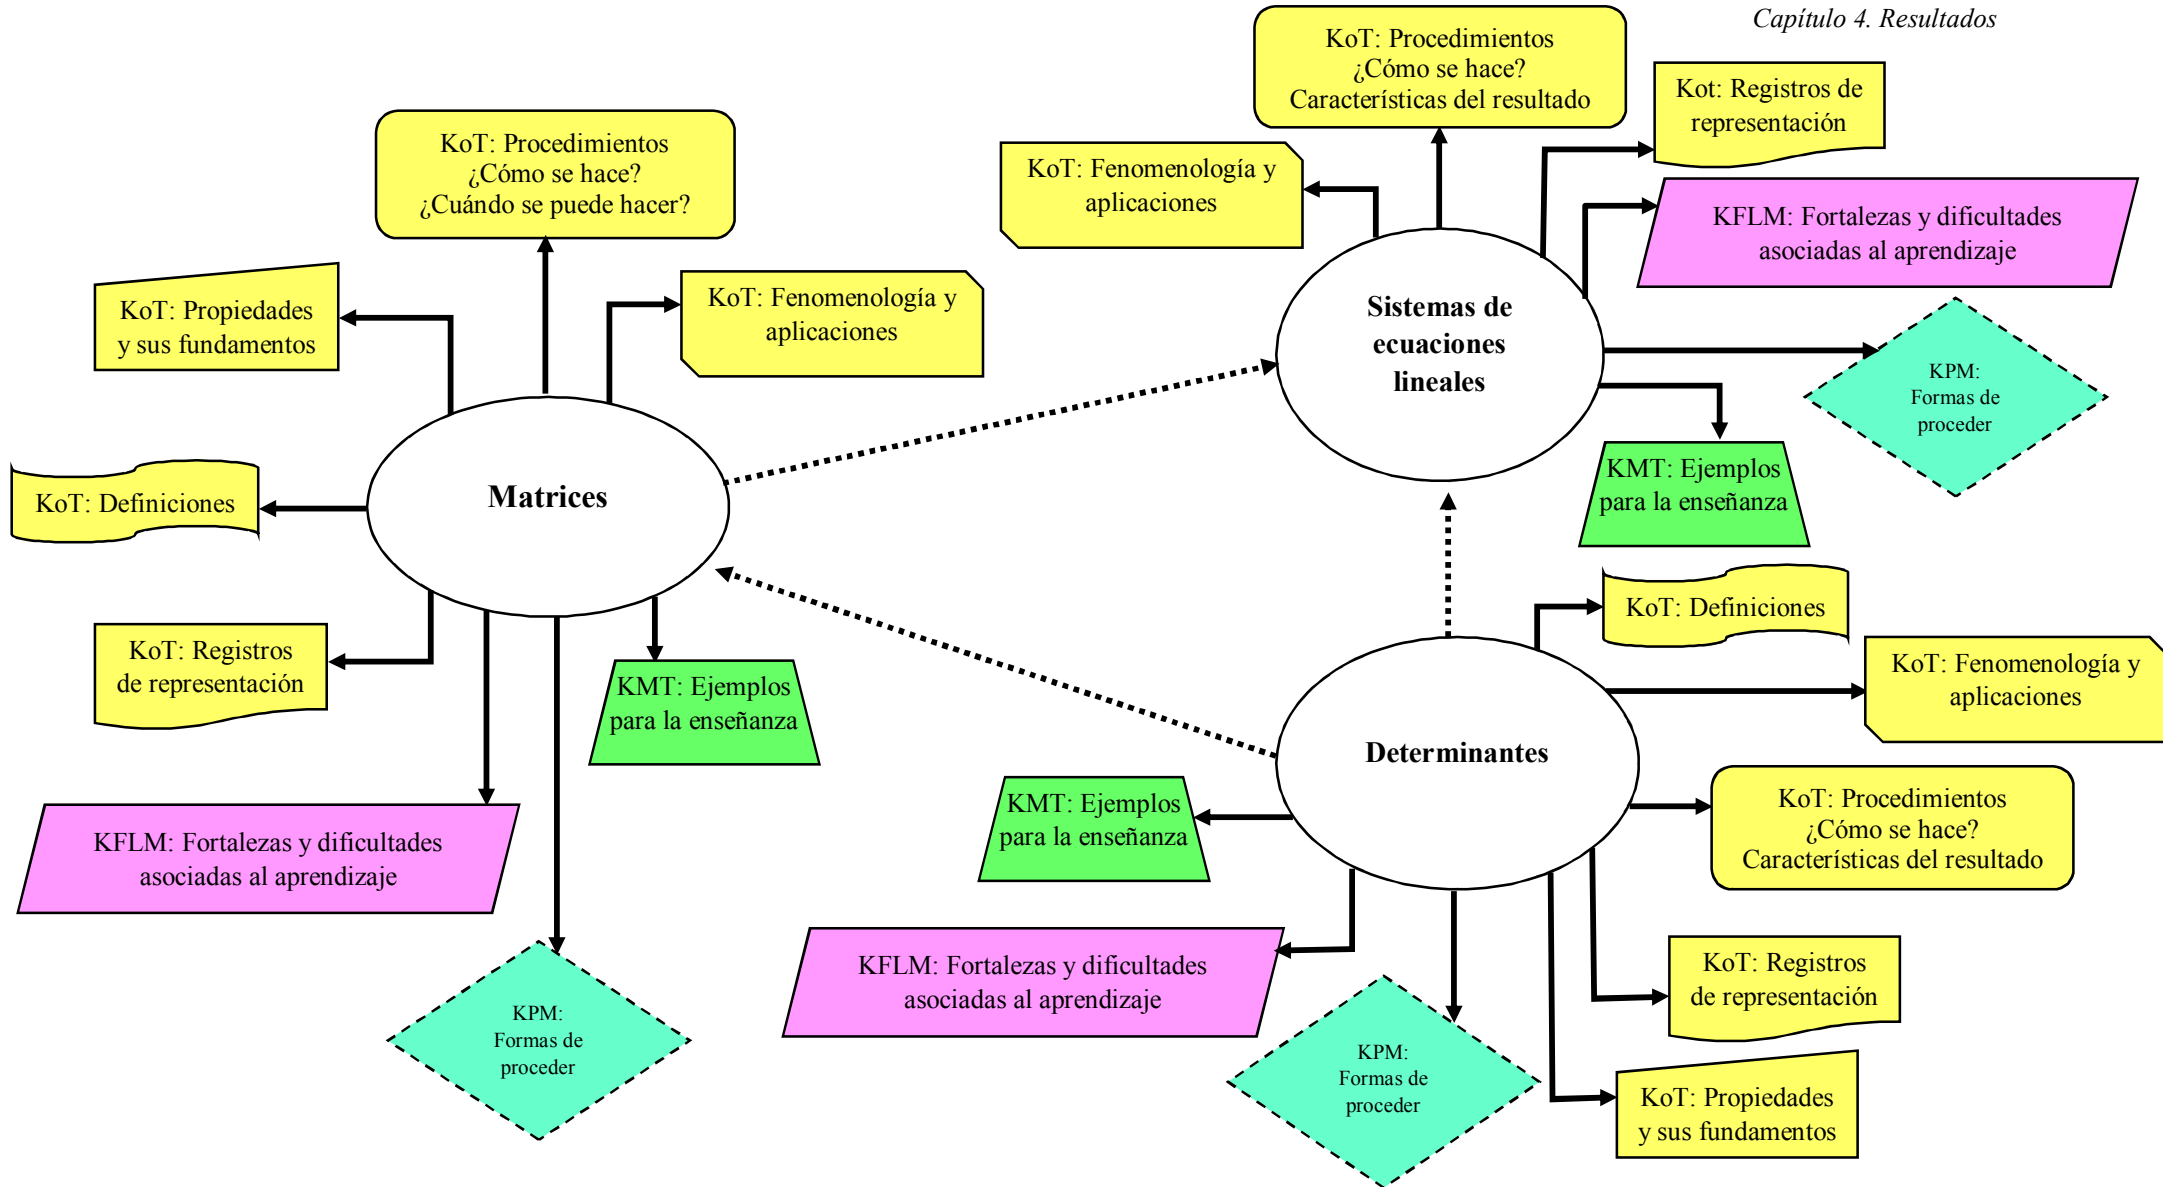 Capítulo 4. Resultados
KoT: Procedimientos
¿Cómo se hace?
¿Cuándo se puede hacer?
KoT: Propiedades
y sus fundamentos
KoT: Fenomenología y
aplicaciones
KoT: Definiciones
Matrices
KoT: Registros
de representación
KMT: Ejemplos
para la enseñanza
KFLM: Fortalezas y dificultades
asociadas al aprendizaje
KPM:
Formas de
proceder
KoT: Procedimientos
¿Cómo se hace?
Características del resultado
Kot: Registros de
representación
KoT: Fenomenología y
aplicaciones
KFLM: Fortalezas y dificultades
asociadas al aprendizaje
Sistemas de
ecuaciones
lineales
KPM:
Formas de
proceder
KMT: Ejemplos
para la enseñanza
KoT: Definiciones
KoT: Fenomenología y
aplicaciones
Determinantes
KMT: Ejemplos
para la enseñanza
KoT: Procedimientos
¿Cómo se hace?
Características del resultado
KFLM: Fortalezas y dificultades
asociadas al aprendizaje
KoT: Registros
de representación
KPM:
Formas de
proceder
KoT: Propiedades
y sus fundamentos